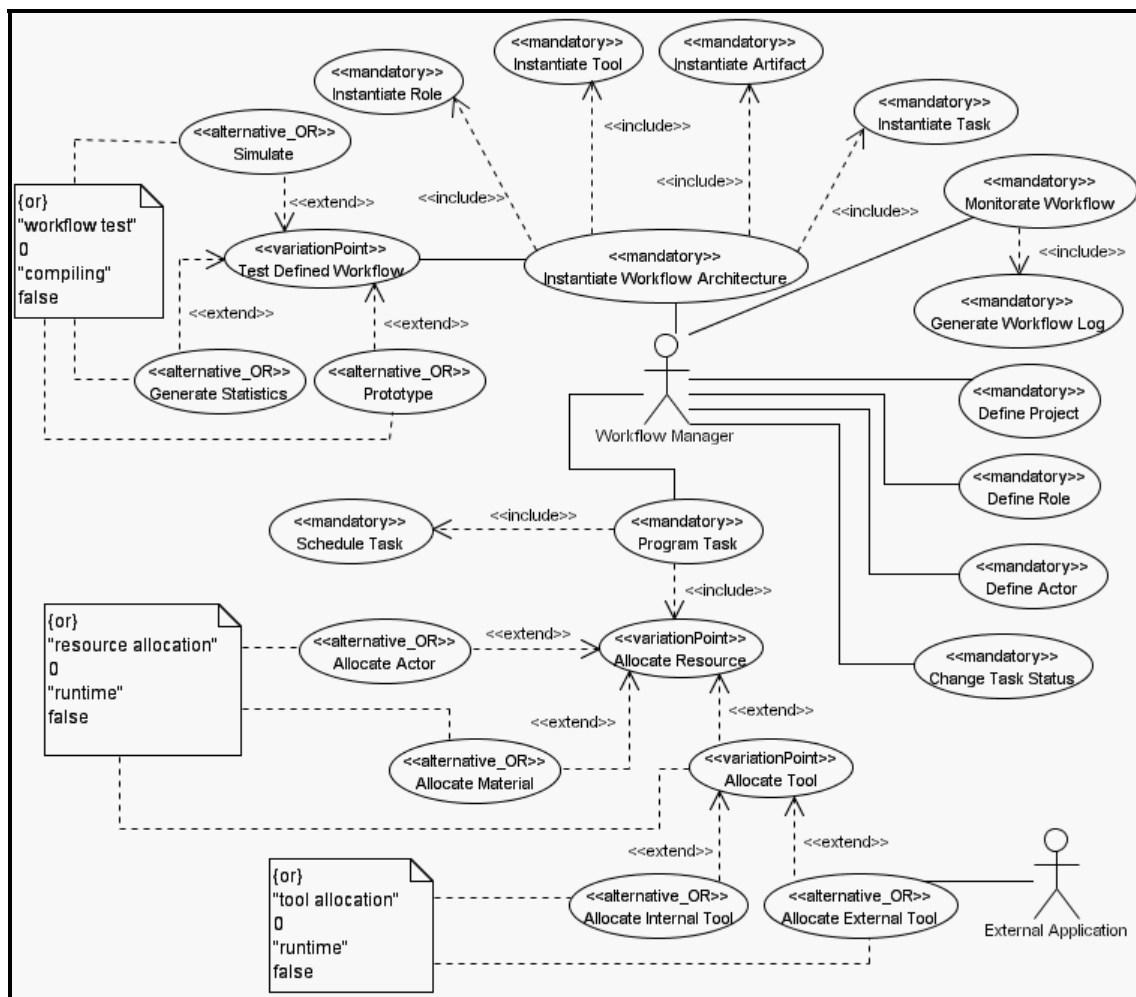 <<mandatory>>
Instantiate Tool
<<mandatory>>
Instantiate Artifact
<<mandatory>>
Instantiate Role
<<mandatory>>
Instantiate Task
<<alternative_OR>>
Simulate
<<include>>
<<include>>
<<include>>
<<include>>
<<extend>>
{or}
"workflow test"
0
"compiling"
false
<<mandatory>>
Monitorate Workflow
<<variationPoint>>
Test Defined Workflow
<<mandatory>>
Instantiate Workflow Architecture
<<include>>
<<extend>>
<<extend>>
<<mandatory>>
Generate Workflow Log
<<alternative_OR>>
Generate Statistics
<<alternative_OR>>
Prototype
<<mandatory>>
Define Project
Workflow Manager
<<mandatory>>
Define Role
<<mandatory>>
Schedule Task
<<include>>
<<mandatory>>
Program Task
<<mandatory>>
Define Actor
<<include>>
{or}
"resource allocation"
0
"runtime"
false
<<alternative_OR>>
Allocate Actor
<<extend>>
<<variationPoint>>
Allocate Resource
<<mandatory>>
Change Task Status
<<extend>>
<<extend>>
<<alternative_OR>>
Allocate Material
<<variationPoint>>
Allocate Tool
<<extend>>
<<extend>>
{or}
"tool allocation"
0
"runtime"
false
<<alternative_OR>>
Allocate Internal Tool
<<alternative_OR>>
Allocate External Tool
External Application